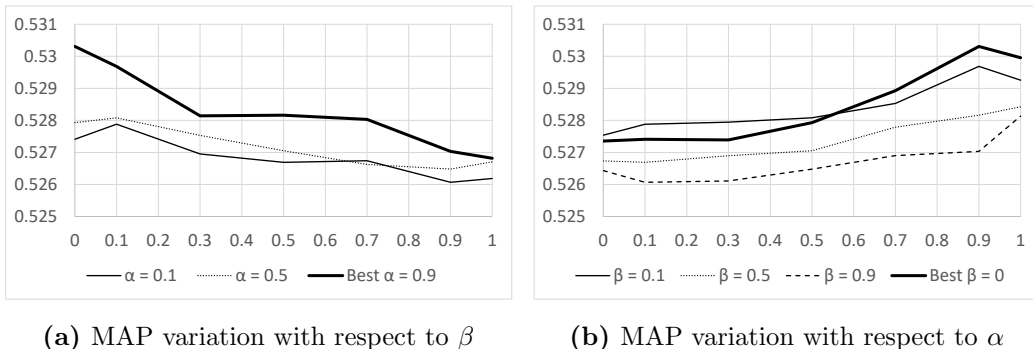 0.531
0.53
0.529
0.528
0.527
0.526
0.525
0 0.1 0.2 0.3 0.4 0.5 0.6 0.7 0.8 0.9 1
α = 0.1 α = 0.5 Best α = 0.9
(a) MAP variation with respect to β
0.531
0.53
0.529
0.528
0.527
0.526
0.525
0 0.1 0.2 0.3 0.4 0.5 0.6 0.7 0.8 0.9 1
β = 0.1 β = 0.5 β = 0.9 Best β = 0
(b) MAP variation with respect to α